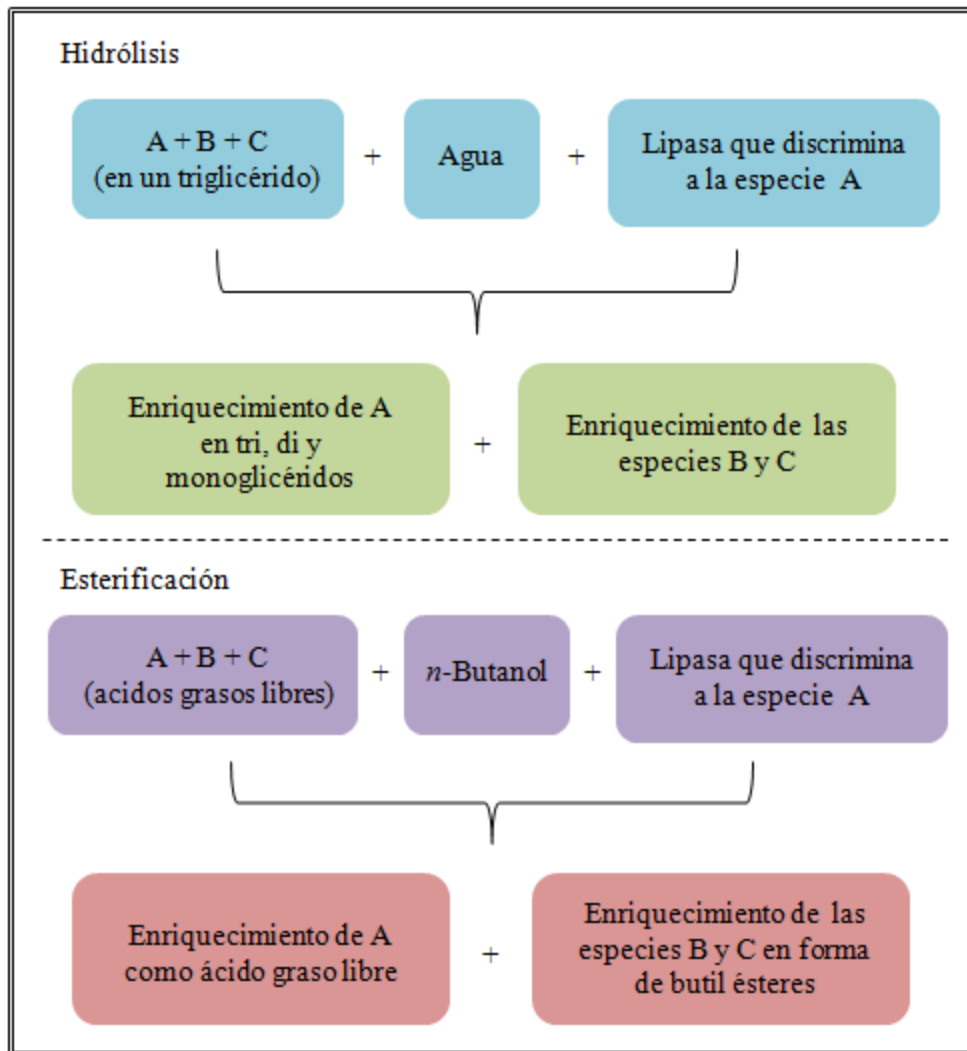 Hidrólisis
A + B + C
(en un triglicérido)
+
Agua
+
Lipasa que discrimina
a la especie A
Enriquecimiento de A
en tri, di y
monoglicéridos
+
Enriquecimiento de las
especies B y C
Esterificación
A + B + C
(acidos grasos libres)
+
n-Butanol
+
Lipasa que discrimina
a la especie A
Enriquecimiento de A
como ácido graso libre
+
Enriquecimiento de las
especies B y C en forma
de butil ésteres